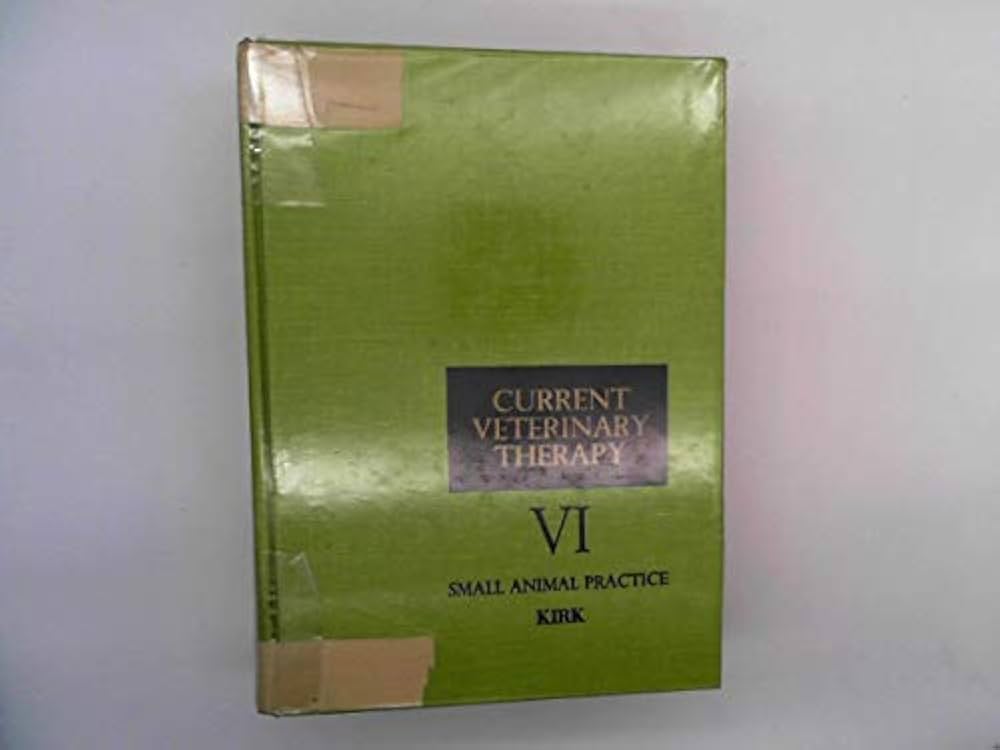 CURRENT
VETERINARY
THERAPY
VI
SMALL ANIMAL PRACTICE
KIRK